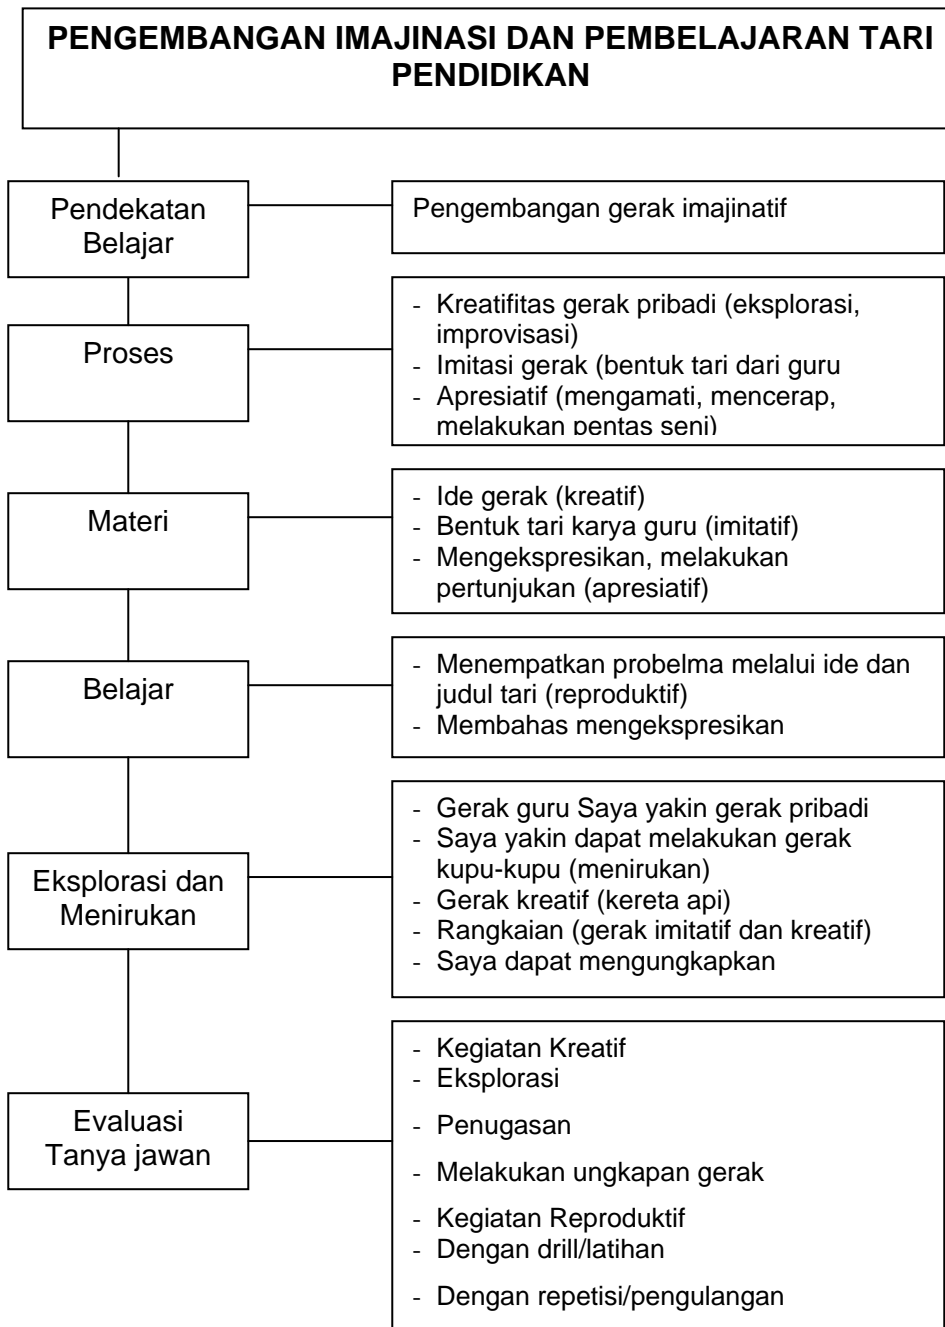 PENGEMBANGAN IMAJINASI DAN PEMBELAJARAN TARI
PENDIDIKAN
Pendekatan
Belajar
Pengembangan gerak imajinatif
Proses
- Kreatifitas gerak pribadi (eksplorasi,
improvisasi)
- Imitasi gerak (bentuk tari dari guru
- Apresiatif (mengamati, mencerap,
melakukan pentas seni)
Materi
- Ide gerak (kreatif)
- Bentuk tari karya guru (imitatif)
- Mengekspresikan, melakukan
pertunjukan (apresiatif)
Belajar
- Menempatkan probelma melalui ide dan
judul tari (reproduktif)
- Membahas mengekspresikan
Eksplorasi dan
Menirukan
- Gerak guru Saya yakin gerak pribadi
- Saya yakin dapat melakukan gerak
kupu-kupu (menirukan)
- Gerak kreatif (kereta api)
- Rangkaian (gerak imitatif dan kreatif)
- Saya dapat mengungkapkan
Evaluasi
Tanya jawan
- Kegiatan Kreatif
- Eksplorasi
- Penugasan
- Melakukan ungkapan gerak
- Kegiatan Reproduktif
- Dengan drill/latihan
- Dengan repetisi/pengulangan